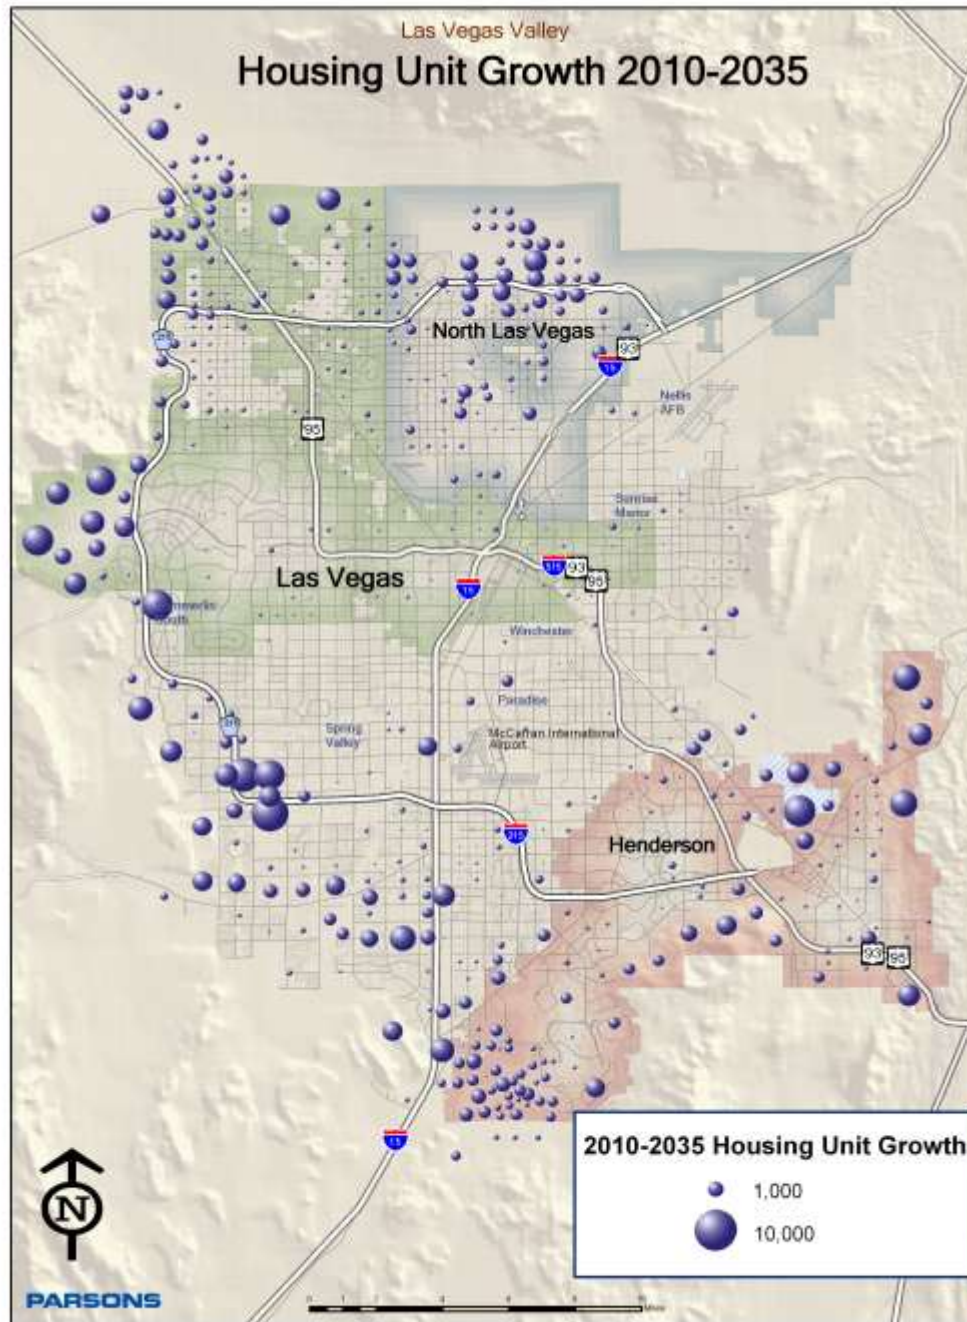 Las Vegas Valley
Housing Unit Growth 2010-2035
North Las Vegas
93
15
Nellis
AFB
95
Sunrise
Manor
Las Vegas
515
93
95
15
South
Winchester
Paradise
Spring
Valley
McCarran International
Airport
215
Henderson
93
95
15
2010-2035 Housing Unit Growth
1,000
10,000
N
PARSONS
Miles